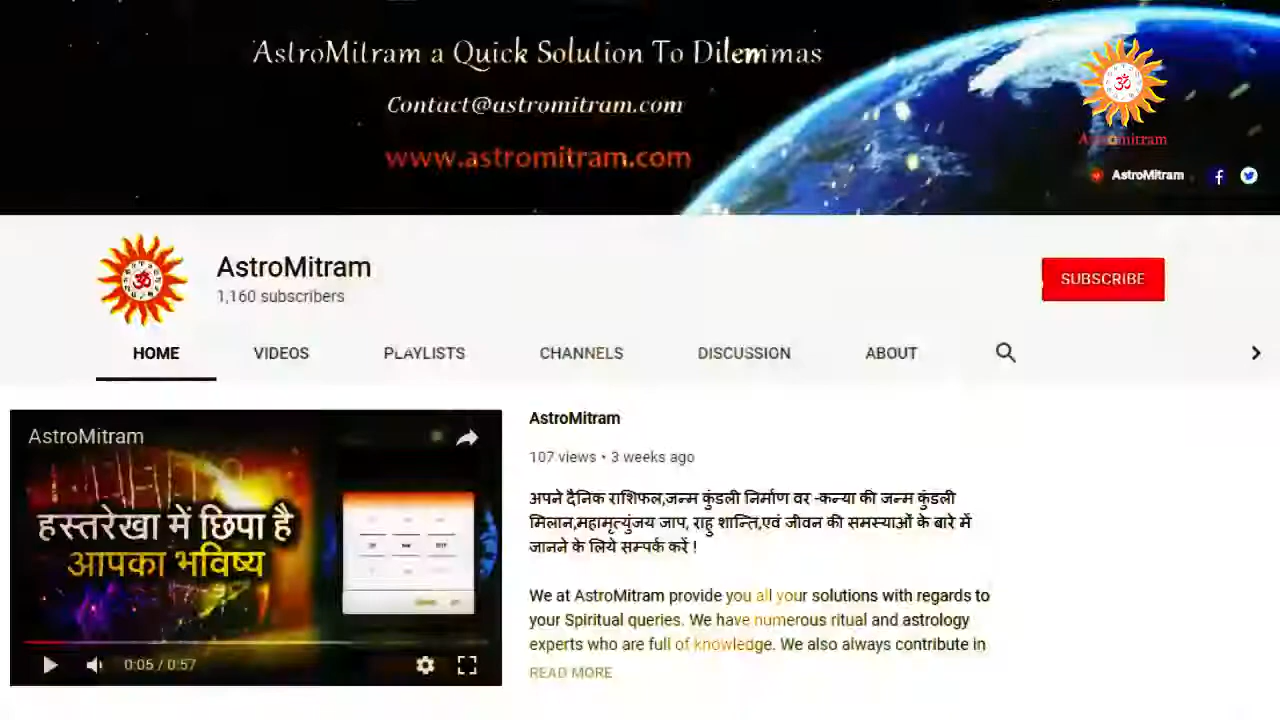 AstroMitram a Quick Solution To Dilemmas
Contact@astromitram.com
www.astromitram.com
Astromitram
AstroMitram
AstroMitram
1,160 subscribers
SUBSCRIBE
HOME VIDEOS PLAYLISTS CHANNELS DISCUSSION ABOUT
AstroMitram
हस्तरेखा में छिपा है
आपका भविष्य
0:05 / 0:57
AstroMitram
107 views • 3 weeks ago
अपने दैनिक राशिफल,जन्म कुंडली निर्माण वर -कन्या की जन्म कुंडली
मिलान,महामृत्युंजय जाप, राहु शान्ति,एवं जीवन की समस्याओं के बारे में
जानने के लिये सम्पर्क करें !
We at AstroMitram provide you all your solutions with regards to
your Spiritual queries. We have numerous ritual and astrology
experts who are full of knowledge. We also always contribute in
READ MORE